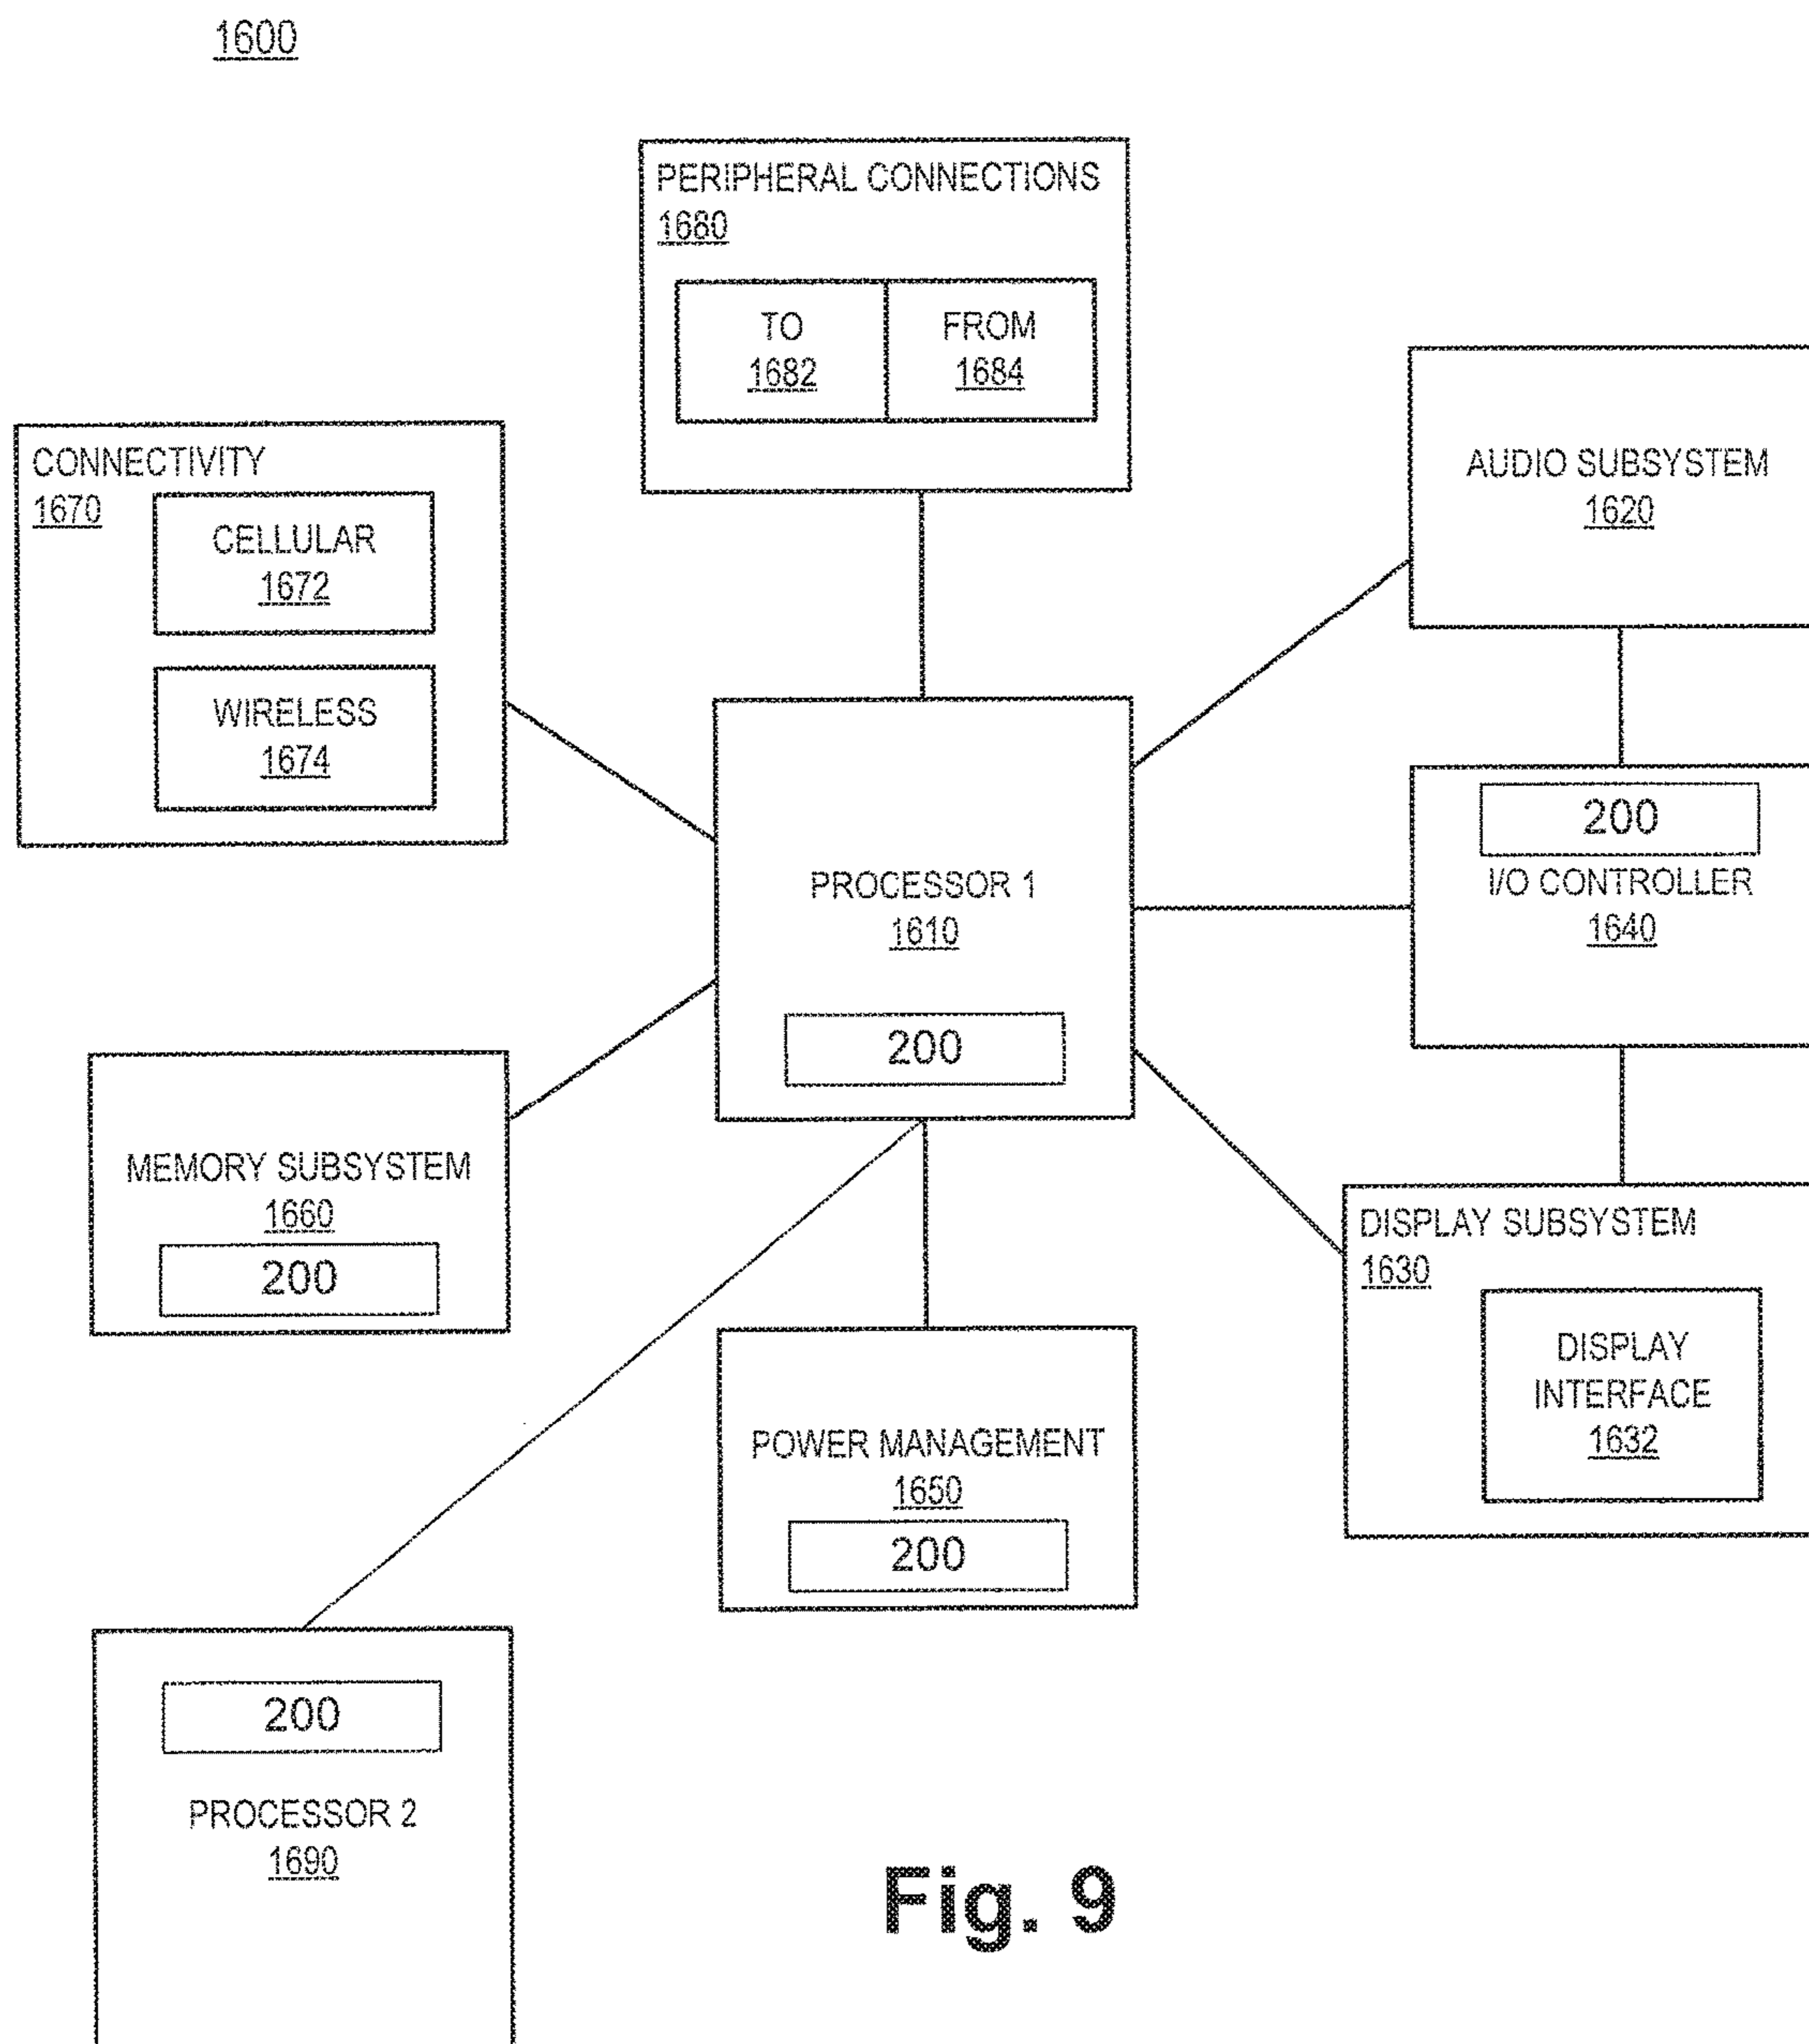 1600
PERIPHERAL CONNECTIONS
1680
TO
1682
FROM
1684
CONNECTIVITY
1670
CELLULAR
1672
WIRELESS
1674
AUDIO SUBSYSTEM
1620
PROCESSOR 1
1610
200
200
I/O CONTROLLER
1640
MEMORY SUBSYSTEM
1660
200
DISPLAY SUBSYSTEM
1630
DISPLAY
INTERFACE
1632
POWER MANAGEMENT
1650
200
200
PROCESSOR 2
1690
Fig. 9